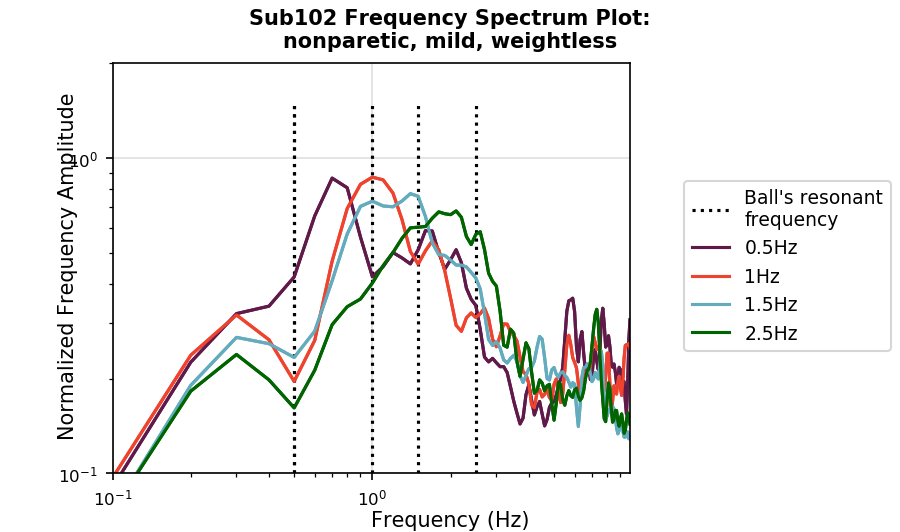 Sub102 Frequency Spectrum Plot:
nonparetic, mild, weightless
Normalized Frequency Amplitude
10⁰
10⁻¹
10⁻¹
10⁰
Frequency (Hz)
Ball's resonant
frequency
0.5Hz
1Hz
1.5Hz
2.5Hz